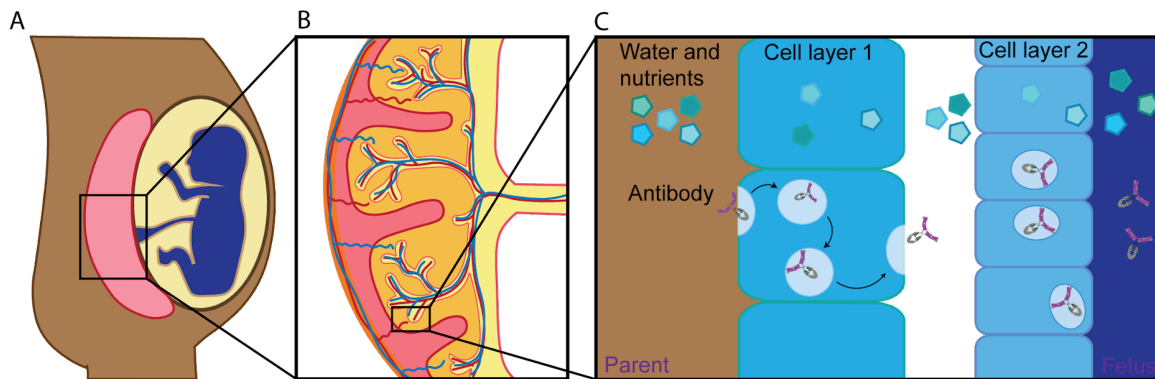 A
B
C
Water and
nutrients
Cell layer 1
Cell layer 2
Antibody
Parent
Fetus